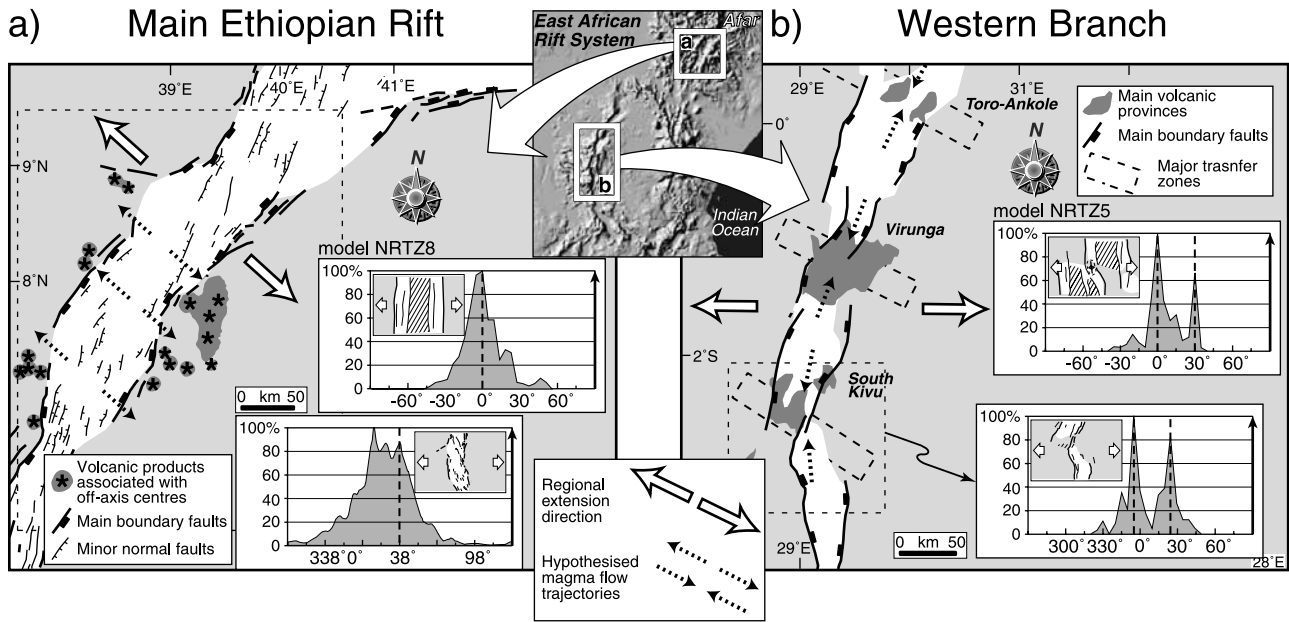 a) Main Ethiopian Rift
39˚E
40˚E
41˚E
9˚N
8˚N
N
model NRTZ8
100%
80
60
40
20
0
-60˚ -30 0˚ 30 60˚
0 km 50
100%
80
60
40
20
0
338 0˚ 38˚ 98˚
Volcanic products
associated with
off-axis centres
Main boundary faults
Minor normal faults
East African
Rift System
Afar
a
b
Indian
Ocean
Regional
extension
direction
Hypothesised
magma flow
trajectories
b) Western Branch
29˚E
31˚E
0˚
2˚S
Toro-Ankole
N
Main volcanic
provinces
Main boundary faults
Major trasnfer
zones
Virunga
South
Kivu
model NRTZ5
100%
80
60
40
20
0
-60˚ -30 0˚ 30 60˚
100%
80
60
40
20
0
300˚ 330 0˚ 30 60˚
29˚E
0 km 50
28˚E